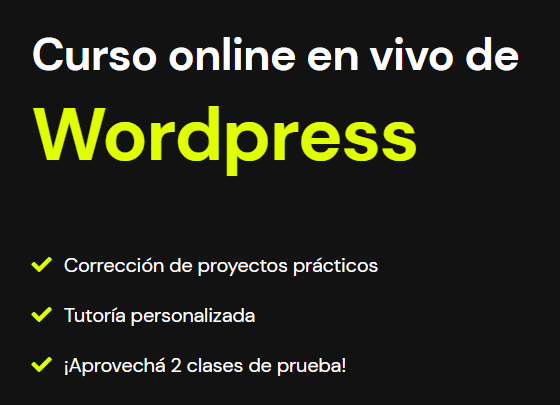 Curso online en vivo de
Wordpress
Corrección de proyectos prácticos
Tutoría personalizada
¡Aprovechá 2 clases de prueba!